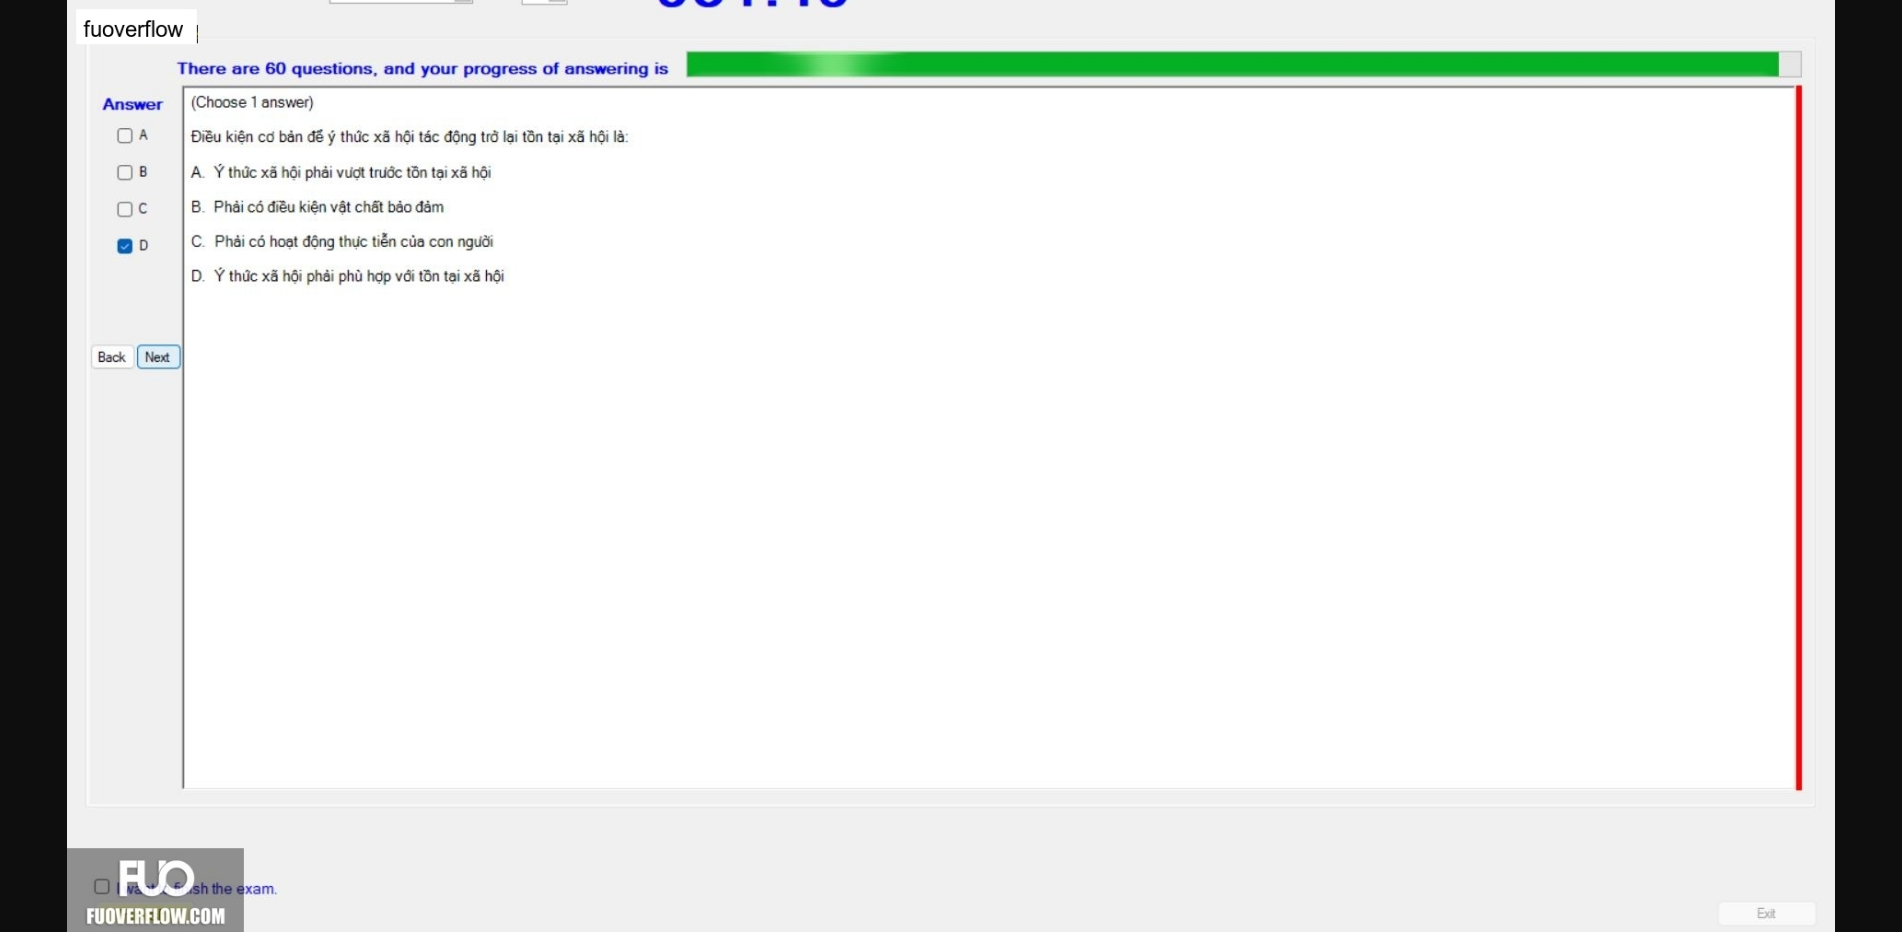 fuoverflow
There are 60 questions, and your progress of answering is
Answer
(Choose 1 answer)
A
Điều kiện cơ bản để ý thức xã hội tác động trở lại tồn tại xã hội là:
B
A. Ý thức xã hội phải vượt trước tồn tại xã hội
C
B. Phải có điều kiện vật chất bảo đảm
D
C. Phải có hoạt động thực tiễn của con người
D. Ý thức xã hội phải phù hợp với tồn tại xã hội
Back Next
FUO
I want finish the exam.
FUOVERFLOW.COM
Exit